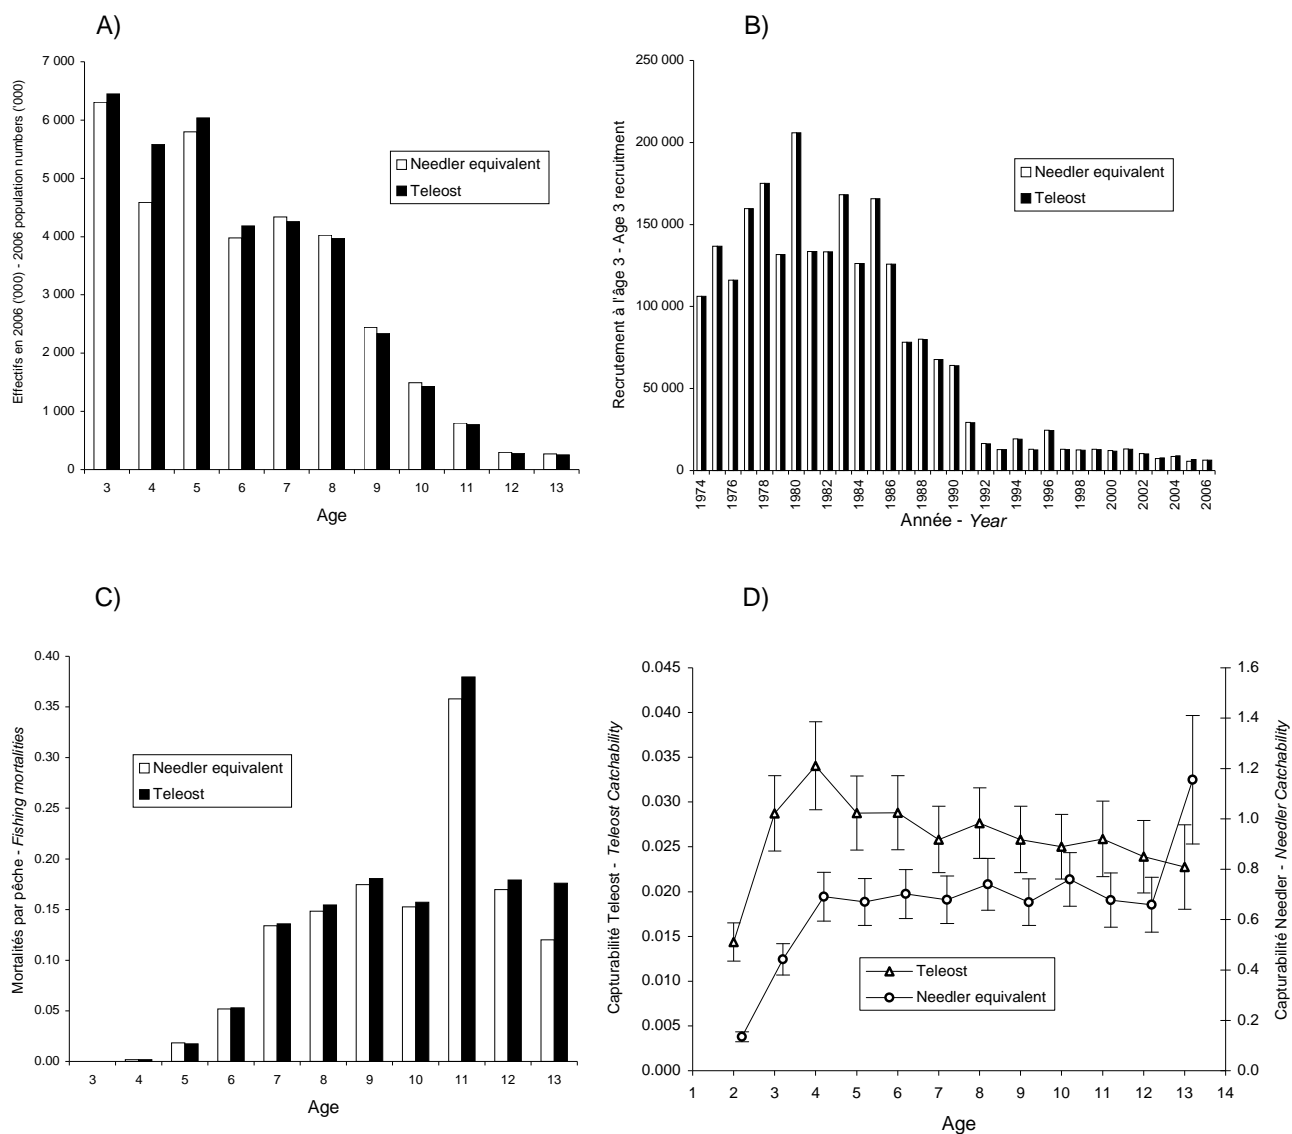 A)
7 000
6 000
5 000
4 000
3 000
2 000
1 000
0
Effectifs en 2006 ('000) - 2006 population numbers ('000)
Needler equivalent
Teleost
3 4 5 6 7 8 9 10 11 12 13
Age
B)
250 000
200 000
150 000
100 000
50 000
0
Recrutement à l'âge 3 - Age 3 recruitment
Needler equivalent
Teleost
1974 1976 1978 1980 1982 1984 1986 1988 1990 1992 1994 1996 1998 2000 2002 2004 2006
Année - Year
C)
0.40
0.35
0.30
0.25
0.20
0.15
0.10
0.05
0.00
Mortalités par pêche - Fishing mortalities
Needler equivalent
Teleost
3 4 5 6 7 8 9 10 11 12 13
Age
D)
0.045
0.040
0.035
0.030
0.025
0.020
0.015
0.010
0.005
0.000
Capturabilité Teleost - Teleost Catchability
Teleost
Needler equivalent
1.6
1.4
1.2
1.0
0.8
0.6
0.4
0.2
0.0
Capturabilité Needler - Needler Catchability
1 2 3 4 5 6 7 8 9 10 11 12 13 14
Age